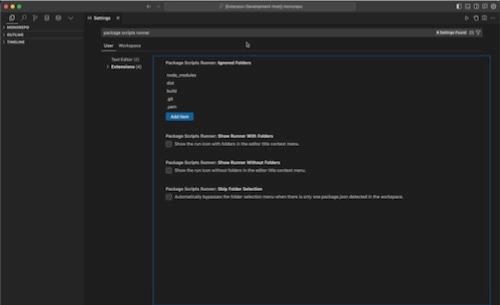 [Extension Development Host] monorepo
EXPLORER
MONOREPO
OUTLINE
TIMELINE
Settings
package scripts runner
6 Settings Found
User
Workspace
Text Editor (2)
Extensions (4)
Package Scripts Runner: Ignored Folders
node_modules
dist
build
.git
.yarn
Add Item
Package Scripts Runner: Show Runner With Folders
Show the run icon with folders in the editor title context menu.
Package Scripts Runner: Show Runner Without Folders
Show the run icon without folders in the editor title context menu.
Package Scripts Runner: Skip Folder Selection
Automatically bypasses the folder selection menu when there is only one package.json detected in the workspace.